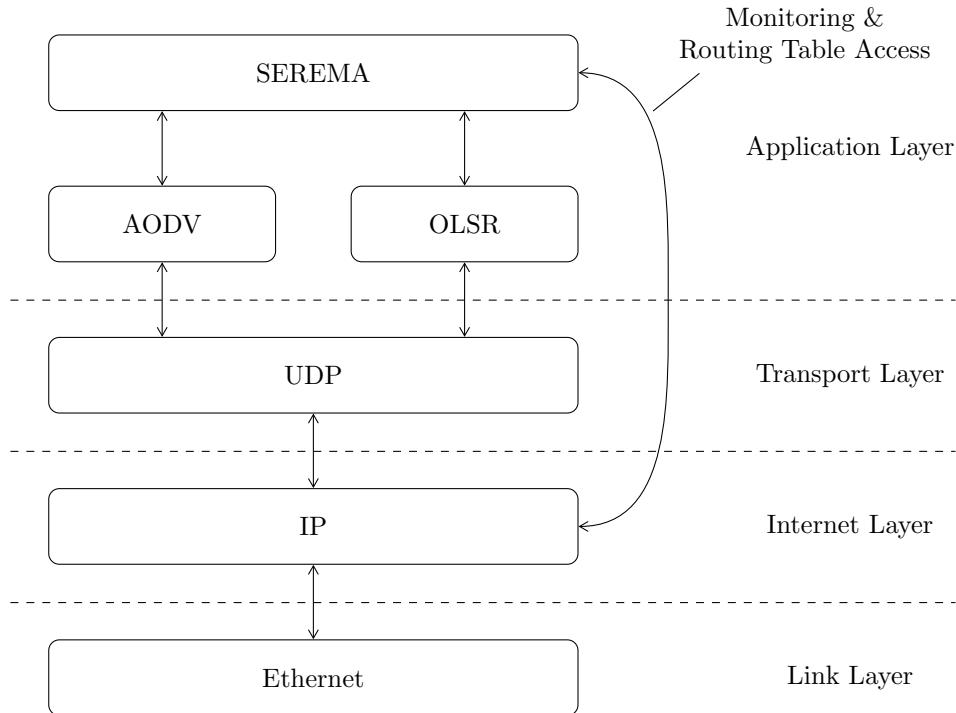 Monitoring &
Routing Table Access
SEREMA
Application Layer
AODV
OLSR
UDP
Transport Layer
IP
Internet Layer
Ethernet
Link Layer